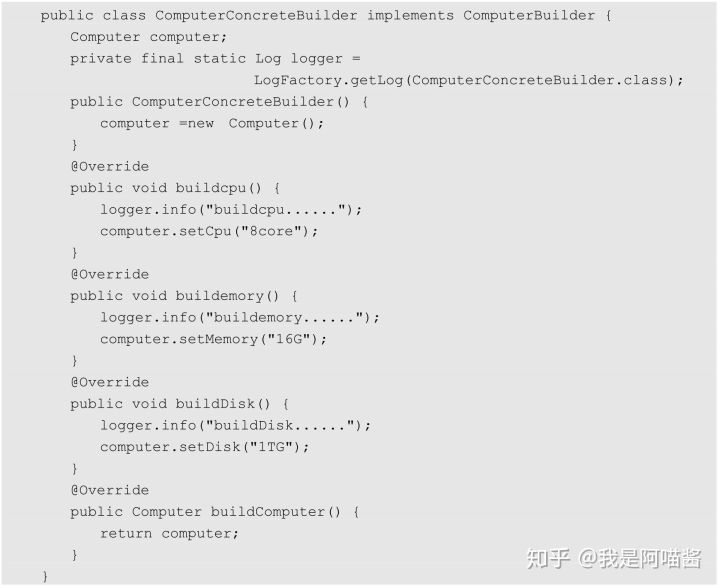 public class ComputerConcreteBuilder implements ComputerBuilder {
Computer computer;
private final static Log logger =
LogFactory.getLog(ComputerConcreteBuilder.class);
public ComputerConcreteBuilder() {
computer =new  Computer();
}
@Override
public void buildcpu() {
logger.info("buildcpu......");
computer.setCpu("8core");
}
@Override
public void buildemory() {
logger.info("buildemory......");
computer.setMemory("16G");
}
@Override
public void buildDisk() {
logger.info("buildDisk......");
computer.setDisk("1TG");
}
@Override
public Computer buildComputer() {
return computer;
}
}
知乎 @我是阿喵酱